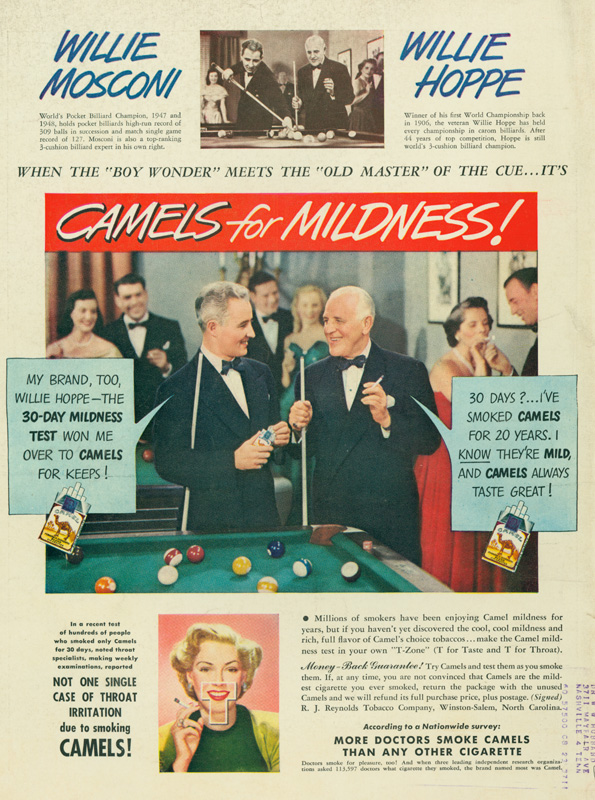 WILLIE
MOSCONI
World's Pocket Billiard Champion, 1947 and
1948, holds pocket billiards high-run record of
309 balls in succession and match single game
record of 127. Mosconi is also a top-ranking
3-cushion billiard expert in his own right.
WILLIE
HOPPE
Winner of his first World Championship back
in 1906, the veteran Willie Hoppe has held
every championship in carom billiards. After
44 years of top competition, Hoppe is still
world's 3-cushion billiard champion.
WHEN THE "BOY WONDER" MEETS THE "OLD MASTER" OF THE CUE...IT'S
CAMELS for MILDNESS!
MY BRAND, TOO,
WILLIE HOPPE—THE
30-DAY MILDNESS
TEST WON ME
OVER TO CAMELS
FOR KEEPS!
CAMEL
30 DAYS?...I'VE
SMOKED CAMELS
FOR 20 YEARS. I
KNOW THEY'RE MILD,
AND CAMELS ALWAYS
TASTE GREAT!
CAMEL
In a recent test
of hundreds of people
who smoked only Camels
for 30 days, noted throat
specialists, making weekly
examinations, reported
NOT ONE SINGLE
CASE OF THROAT
IRRITATION
due to smoking
CAMELS!
T
● Millions of smokers have been enjoying Camel mildness for
years, but if you haven't yet discovered the cool, cool mildness and
rich, full flavor of Camel's choice tobaccos...make the Camel mild-
ness test in your own "T-Zone" (T for Taste and T for Throat).
Money-Back Guarantee! Try Camels and test them as you smoke
them. If, at any time, you are not convinced that Camels are the mild-
est cigarette you ever smoked, return the package with the unused
Camels and we will refund its full purchase price, plus postage. (Signed)
R. J. Reynolds Tobacco Company, Winston-Salem, North Carolina.
According to a Nationwide survey:
MORE DOCTORS SMOKE CAMELS
THAN ANY OTHER CIGARETTE
Doctors smoke for pleasure, too! And when three leading independent research organiza-
tions asked 113,597 doctors what cigarette they smoked, the brand named most was Camel.
NASHVILLE 4 TENN